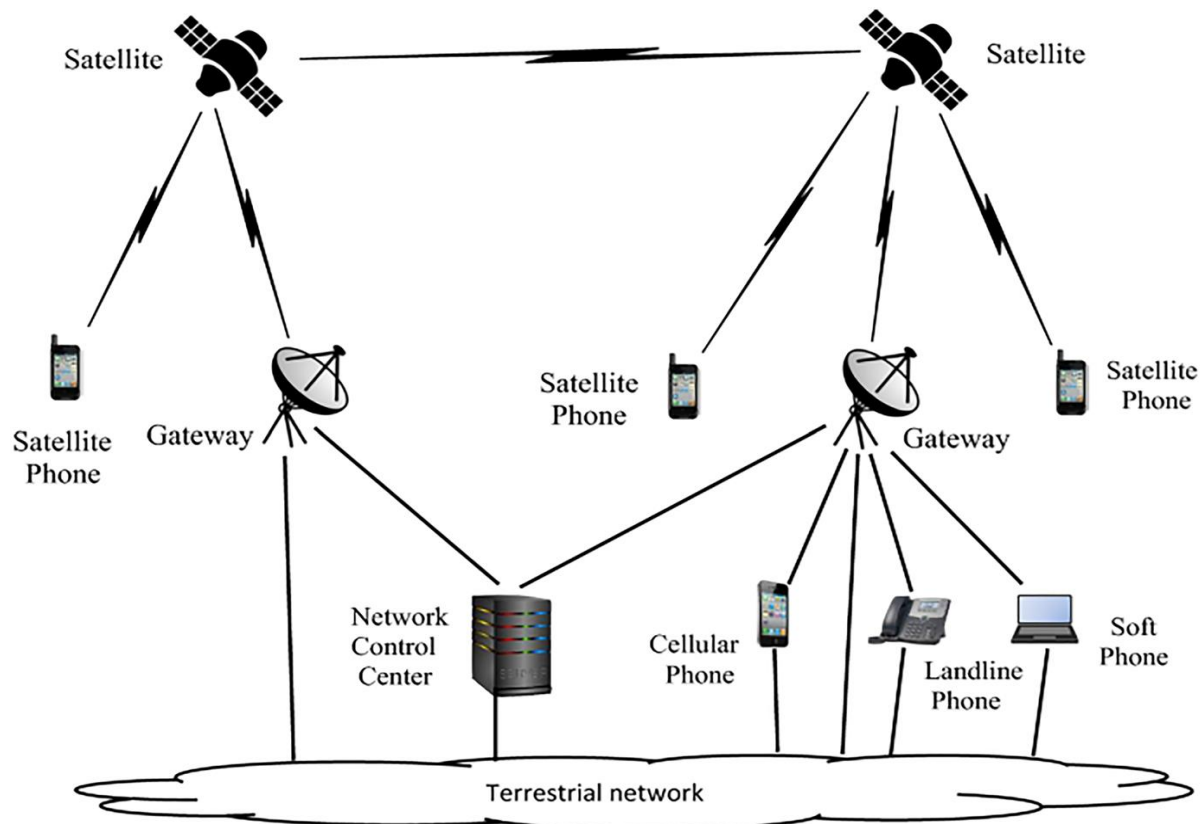 Satellite
Satellite
Satellite
Phone
Gateway
Satellite
Phone
Gateway
Satellite
Phone
Network
Control
Center
Cellular
Phone
Landline
Phone
Soft
Phone
Terrestrial network